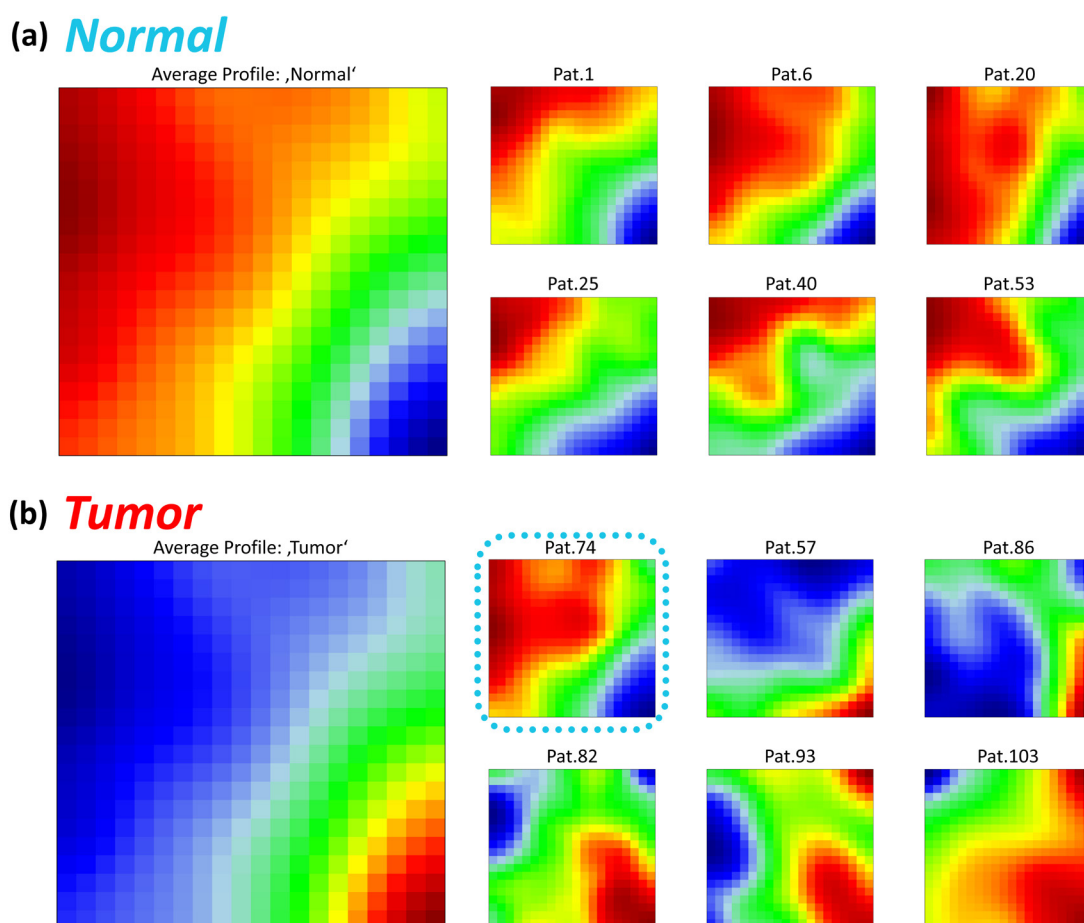 (a) Normal
Average Profile: ‚Normal‘
Pat.1
Pat.6
Pat.20
Pat.25
Pat.40
Pat.53
(b) Tumor
Average Profile: ‚Tumor‘
Pat.74
Pat.57
Pat.86
Pat.82
Pat.93
Pat.103